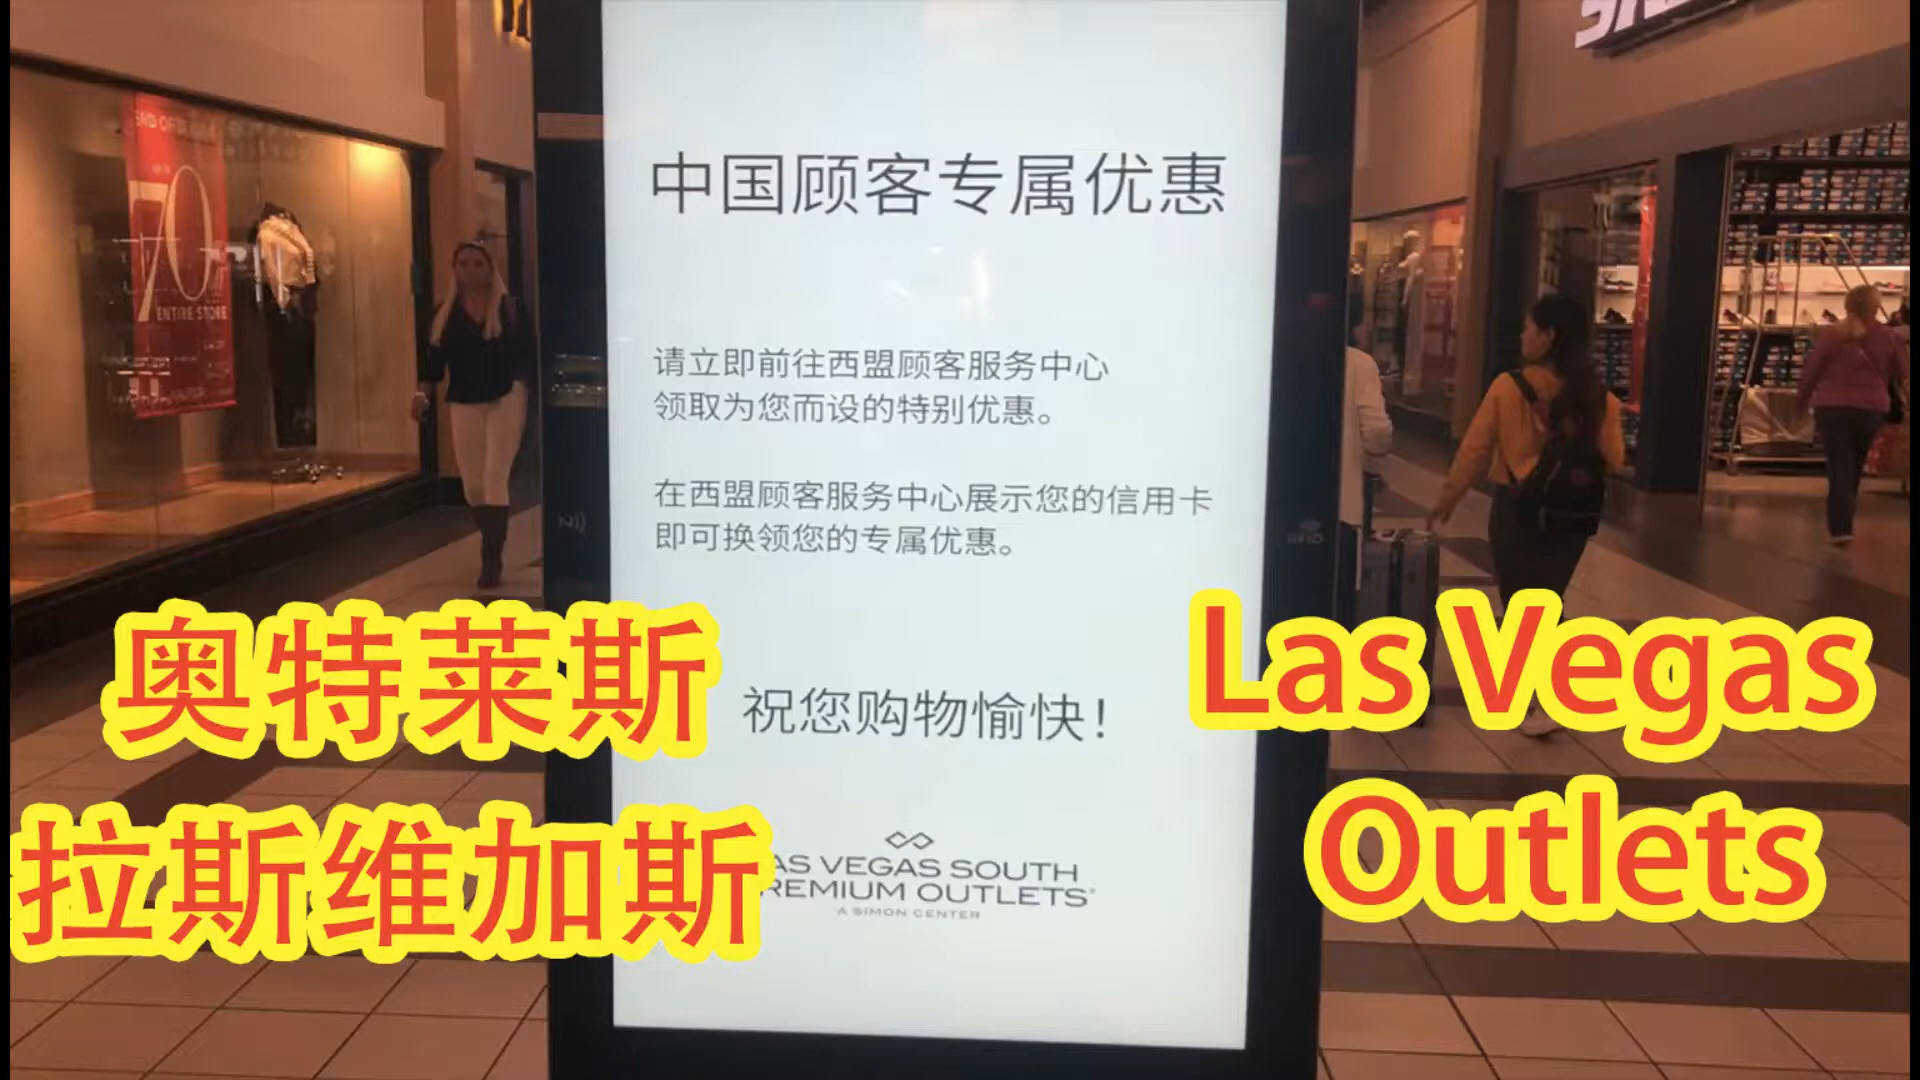 中国顾客专属优惠
请立即前往西盟顾客服务中心
领取为您而设的特别优惠。
在西盟顾客服务中心展示您的信用卡
即可换领您的专属优惠。
祝您购物愉快!
AS VEGAS SOUTH
REMIUM OUTLETS
A SIMON CENTER
奥特莱斯
拉斯维加斯
Las Vegas
Outlets
70
ENTIRE STORE